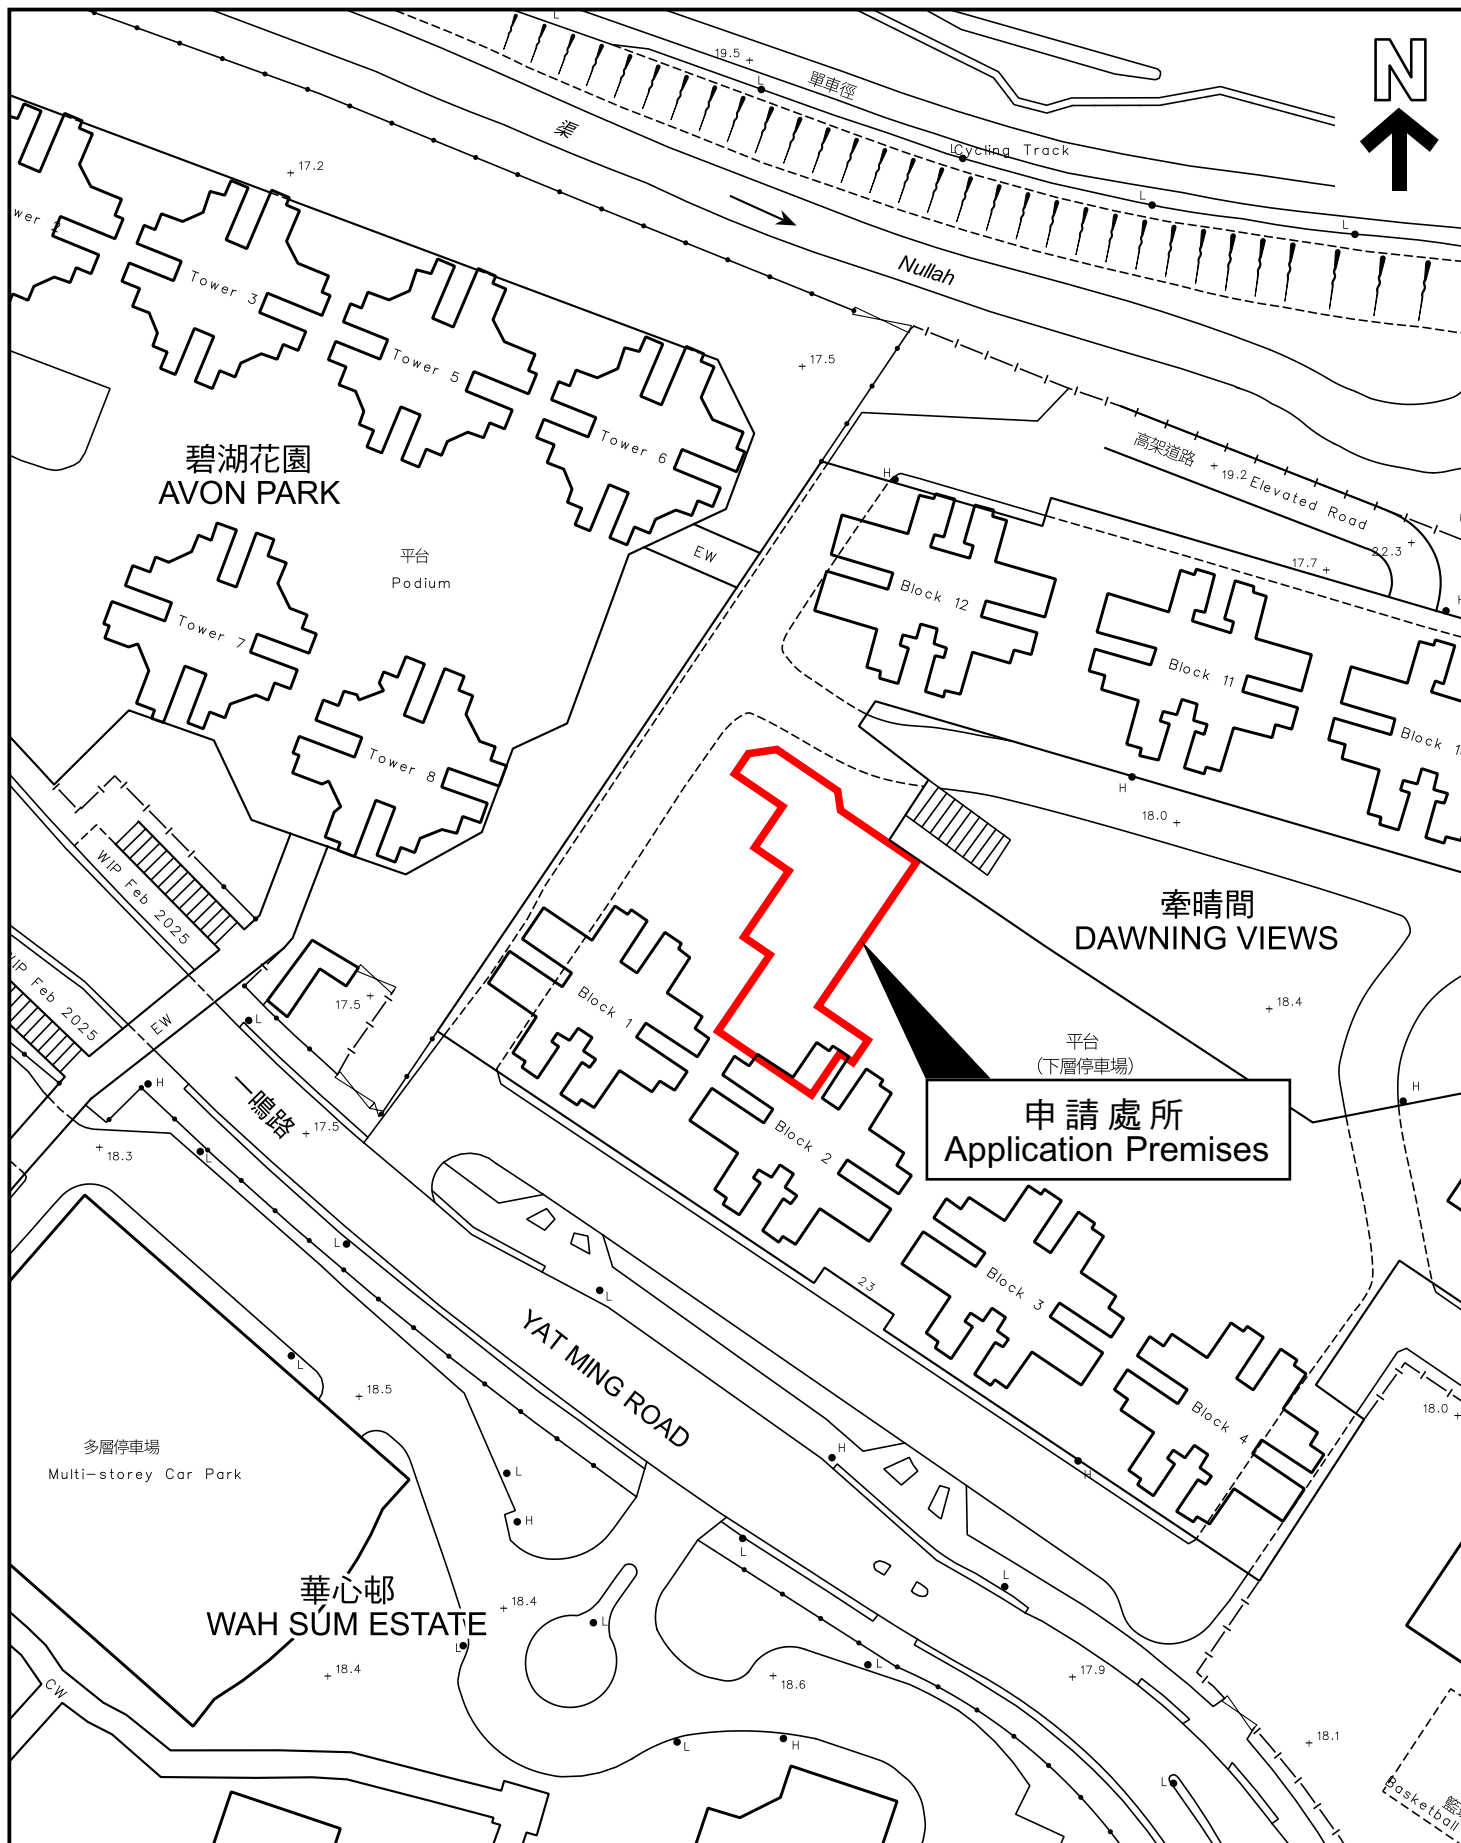 N
19.5
L
單車徑
L
渠
Cycling Track
L
17.2
L
L
Tower 3
Nullah
Tower 5
17.5
Tower 6
碧湖花園
AVON PARK
高架道路
19.2
Elevated Road
H
22.3
平台
Podium
EW
17.7
H
Block 12
Block 11
Tower 7
Block
Tower 8
H
18.0
WIP Feb 2025
牽晴間
DAWNING VIEWS
WIP Feb 2025
17.5
Block 1
18.4
EW
L
平台
(下層停車場)
H
H
申請處所
Application Premises
一鳴路
17.5
Block 2
18.3
L
L
L
23
Block 3
YAT MING ROAD
L
18.5
18.0
Block 4
多層停車場
Multi-storey Car Park
H
L
H
H
L
L
華心邨
WAH SUM ESTATE
18.4
L
L
18.4
L
18.6
17.9
CW
L
H
18.1
L
Basketball